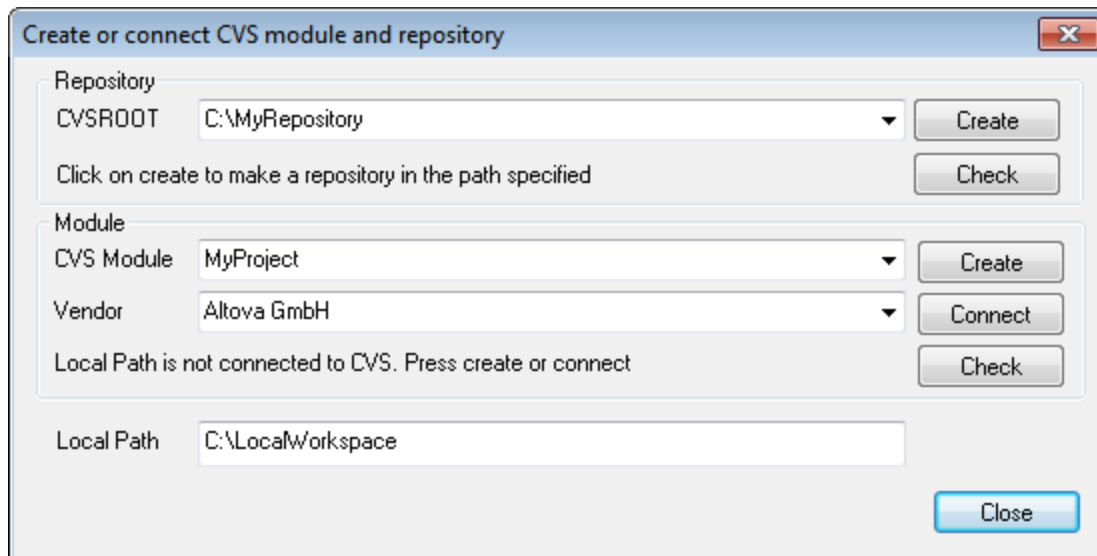 Create or connect CVS module and repository
Repository
CVSROOT C:\MyRepository Create
Click on create to make a repository in the path specified Check
Module
CVS Module MyProject Create
Vendor Altova GmbH Connect
Local Path is not connected to CVS. Press create or connect Check
Local Path C:\LocalWorkspace
Close